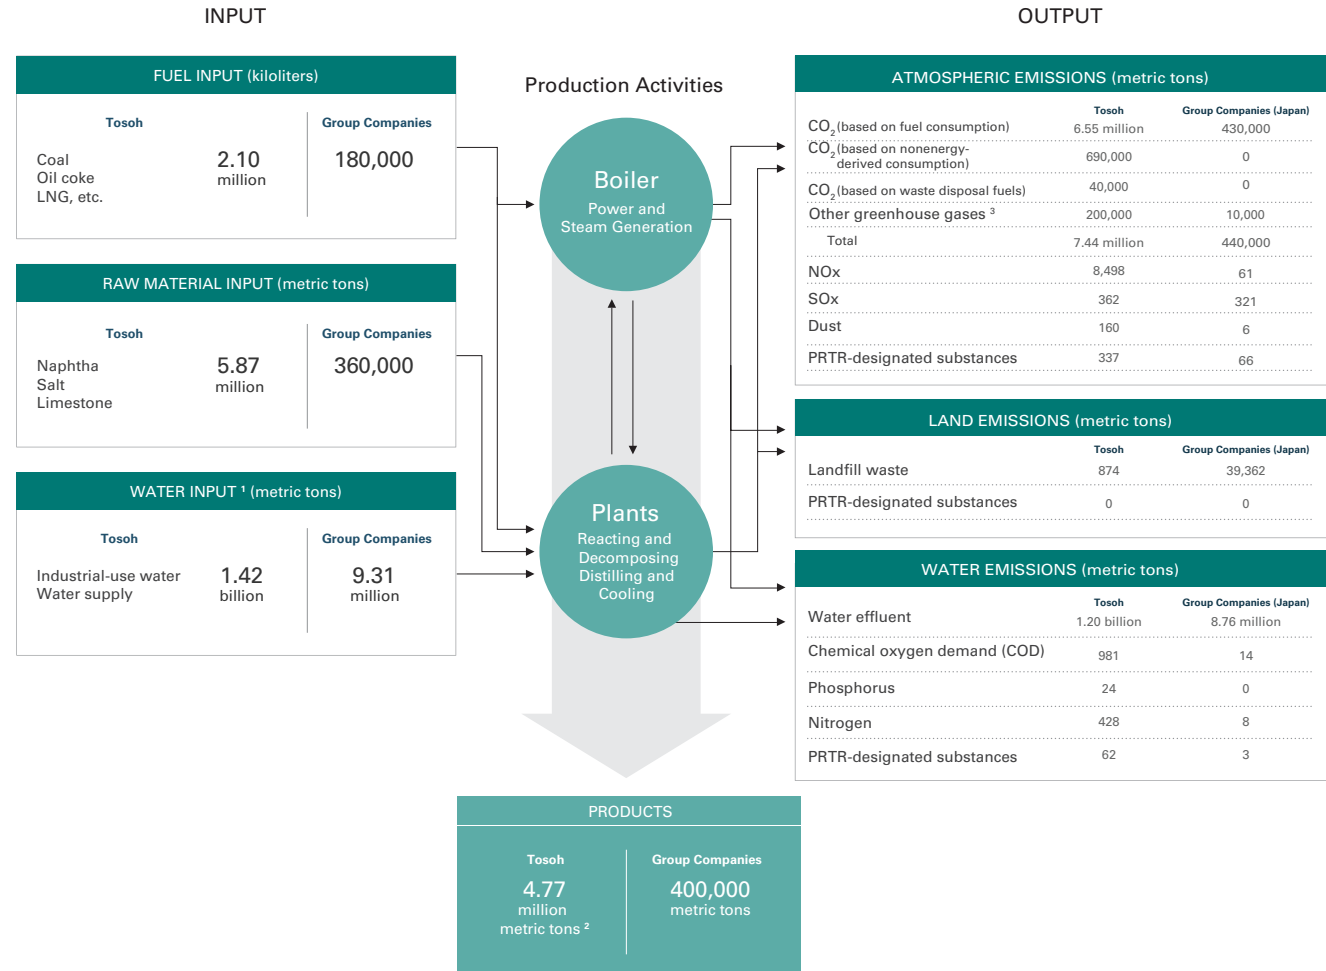 INPUT
OUTPUT
FUEL INPUT (kiloliters)
Tosoh
Group Companies
Coal
Oil coke
LNG, etc.
2.10
million
180,000
RAW MATERIAL INPUT (metric tons)
Tosoh
Group Companies
Naphtha
Salt
Limestone
5.87
million
360,000
WATER INPUT ¹ (metric tons)
Tosoh
Group Companies
Industrial-use water
Water supply
1.42
billion
9.31
million
Production Activities
Boiler
Power and
Steam Generation
Plants
Reacting and
Decomposing
Distilling and
Cooling
PRODUCTS
Tosoh
Group Companies
4.77
million
metric tons ²
400,000
metric tons
ATMOSPHERIC EMISSIONS (metric tons)
Tosoh Group Companies (Japan)
CO₂ (based on fuel consumption) 6.55 million 430,000
CO₂ (based on nonenergy-
derived consumption) 690,000 0
CO₂ (based on waste disposal fuels) 40,000 0
Other greenhouse gases ³ 200,000 10,000
Total 7.44 million 440,000
NOx 8,498 61
SOx 362 321
Dust 160 6
PRTR-designated substances 337 66
LAND EMISSIONS (metric tons)
Tosoh Group Companies (Japan)
Landfill waste 874 39,362
PRTR-designated substances 0 0
WATER EMISSIONS (metric tons)
Tosoh Group Companies (Japan)
Water effluent 1.20 billion 8.76 million
Chemical oxygen demand (COD) 981 14
Phosphorus 24 0
Nitrogen 428 8
PRTR-designated substances 62 3